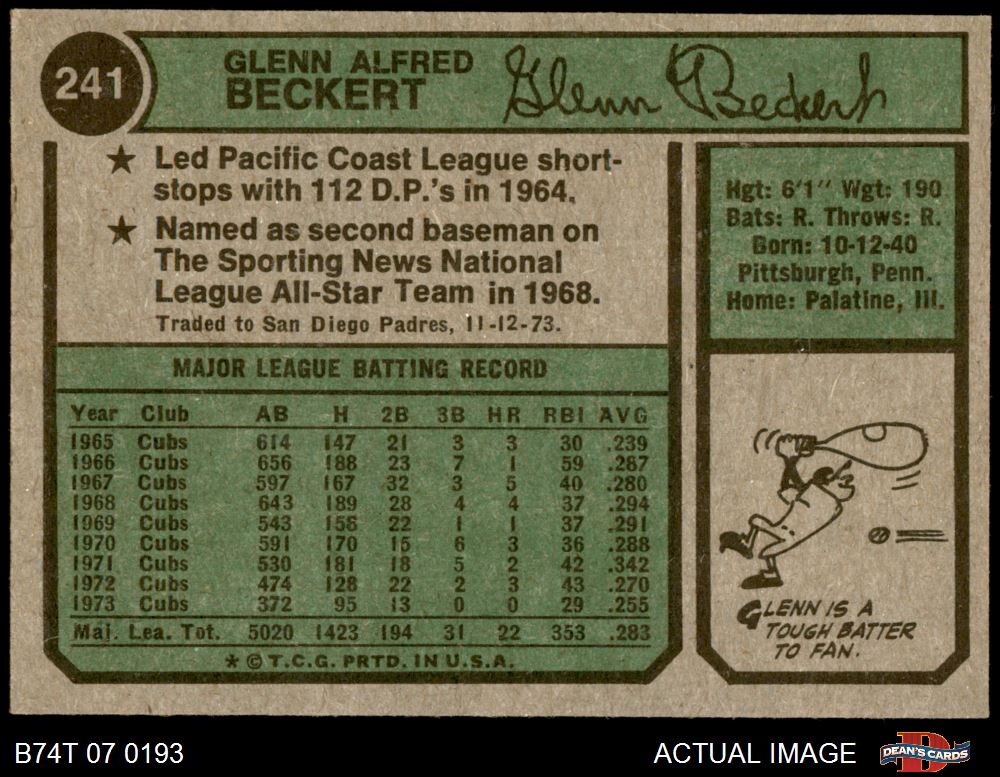 241
GLENN ALFRED
BECKERT
Glenn Beckert
★ Led Pacific Coast League short-
stops with 112 D.P.'s in 1964.
★ Named as second baseman on
The Sporting News National
League All-Star Team in 1968.
Traded to San Diego Padres, 11-12-73.
Hgt: 6'1" Wgt: 190
Bats: R. Throws: R.
Born: 10-12-40
Pittsburgh, Penn.
Home: Palatine, Ill.
MAJOR LEAGUE BATTING RECORD
Year Club AB H 2B 3B HR RBI AVG
1965 Cubs 614 147 21 3 3 30 .239
1966 Cubs 656 188 23 7 1 59 .287
1967 Cubs 597 167 32 3 5 40 .280
1968 Cubs 643 189 28 4 4 37 .294
1969 Cubs 543 158 22 1 1 37 .291
1970 Cubs 591 170 15 6 3 36 .288
1971 Cubs 530 181 18 5 2 42 .342
1972 Cubs 474 128 22 2 3 43 .270
1973 Cubs 372 95 13 0 0 29 .255
Maj. Lea. Tot. 5020 1423 194 31 22 353 .283
* © T.C.G. PRTD. IN U.S.A.
GLENN IS A
TOUGH BATTER
TO FAN.
B74T 07 0193
ACTUAL IMAGE
DEAN'S CARDS